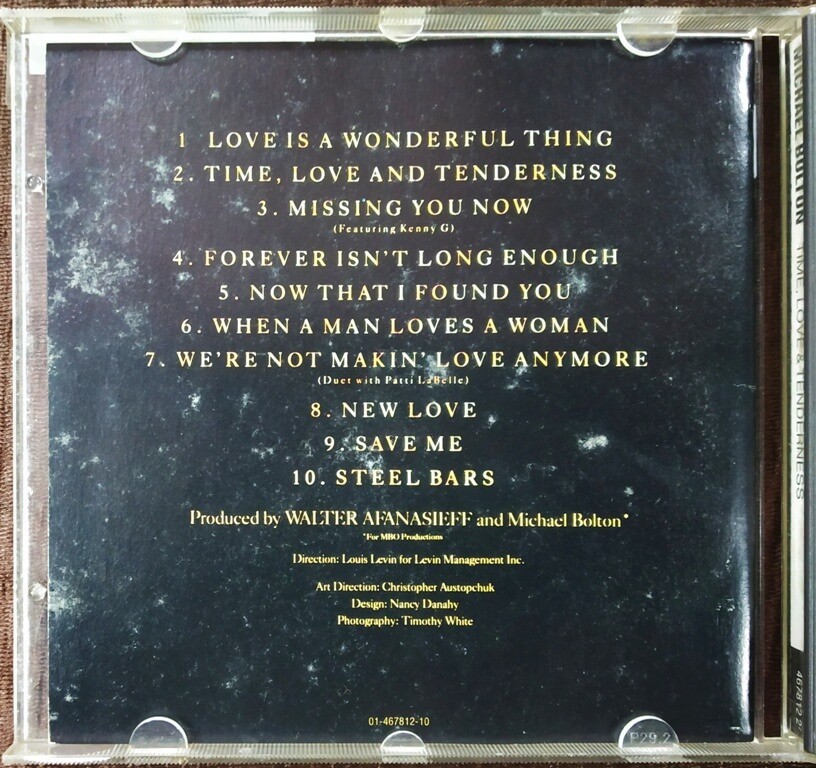 1 LOVE IS A WONDERFUL THING
2. TIME, LOVE AND TENDERNESS
3. MISSING YOU NOW
(Featuring Kenny G)
4. FOREVER ISN'T LONG ENOUGH
5. NOW THAT I FOUND YOU
6. WHEN A MAN LOVES A WOMAN
7. WE'RE NOT MAKIN' LOVE ANYMORE
(Duet with Patti LaBelle)
8. NEW LOVE
9. SAVE ME
10. STEEL BARS
Produced by WALTER AFANASIEFF and Michael Bolton*
*For MBO Productions
Direction: Louis Levin for Levin Management Inc.
Art Direction: Christopher Austopchuk
Design: Nancy Danahy
Photography: Timothy White
01-467812-10
P29.2
MICHAEL BOLTON TIME, LOVE & TENDERNESS
467812 2